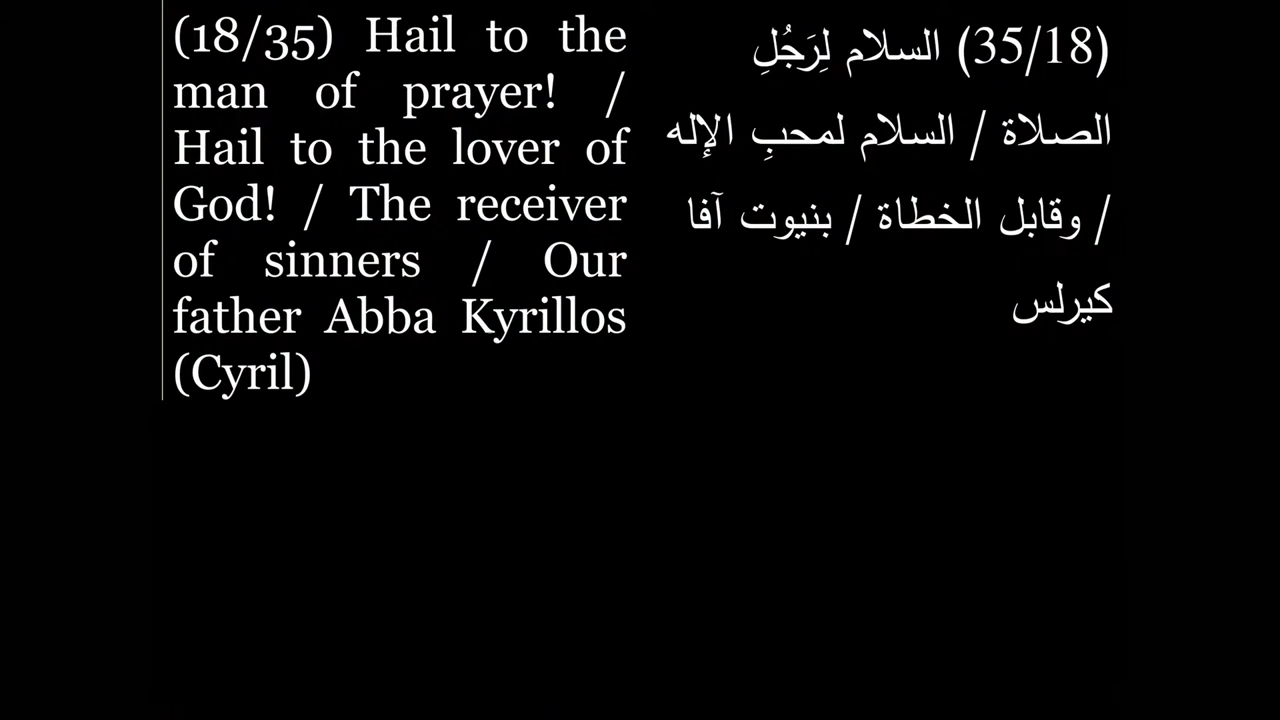 (18/35) Hail to the
man of prayer! /
Hail to the lover of
God! / The receiver
of sinners / Our
father Abba Kyrillos
(Cyril)
(35/18) السلام لِرَجُلِ
الصلاة / السلام لمحبِ الإله
/ وقابل الخطاة / بنيوت آفا
كيرلس